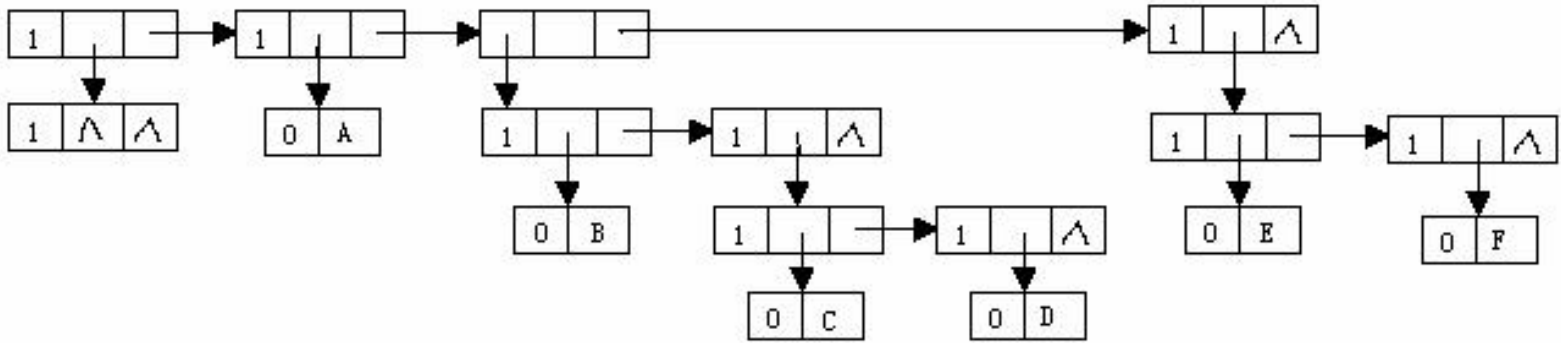 1 1 1 ∧
1 ∧ ∧ 0 A 1 1 ∧ 1 1 ∧
0 B 1 1 ∧ 0 E 0 F
0 C 0 D